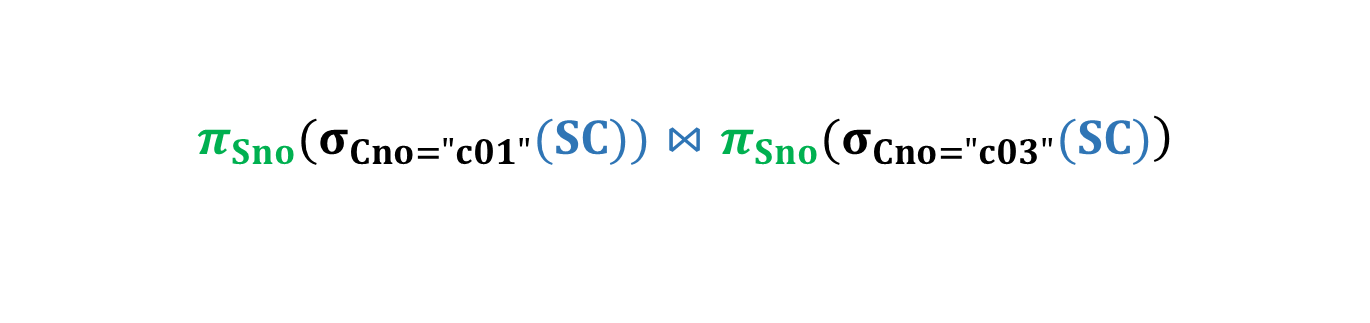 π_Sno(σ_Cno="c01"(SC)) ⋈ π_Sno(σ_Cno="c03"(SC))